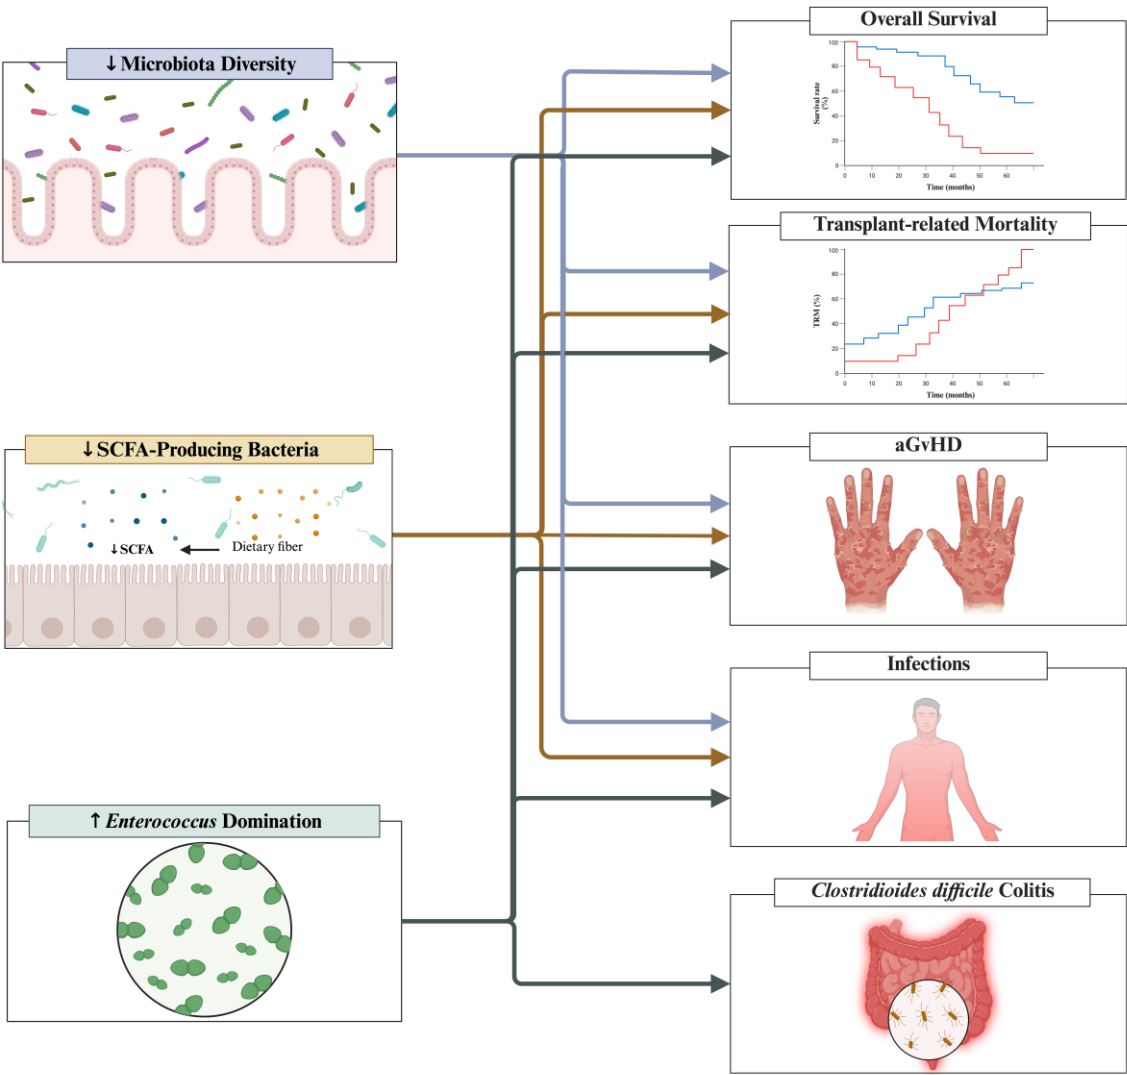 ↓Microbiota Diversity
↓SCFA-Producing Bacteria
↓SCFA
Dietary fiber
↑ Enterococcus Domination
Overall Survival
Survival rate
(%)
100
80
60
40
20
0
0 10 20 30 40 50 60
Time (months)
Transplant-related Mortality
TRM (%)
100
80
60
40
20
0
0 10 20 30 40 50 60
Time (months)
aGvHD
Infections
Clostridioides difficile Colitis